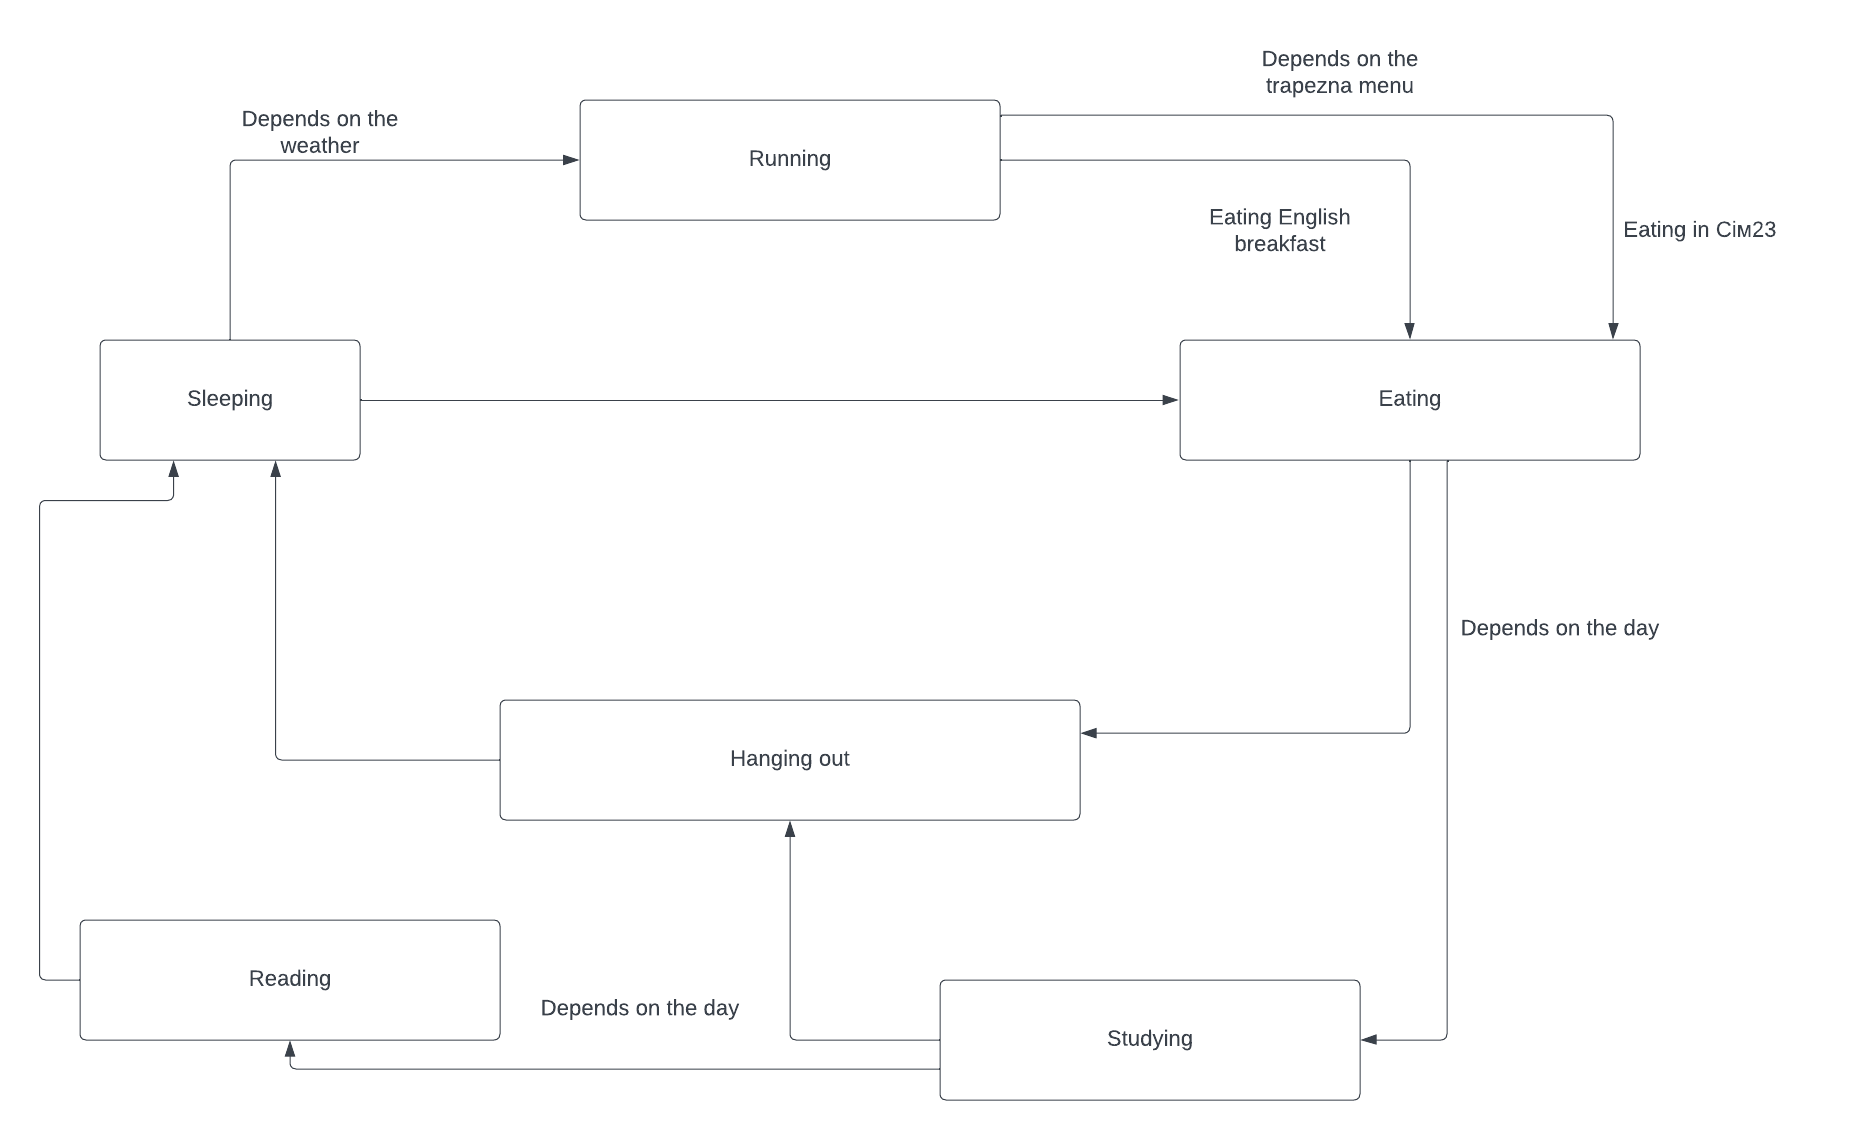 Depends on the
trapezna menu
Depends on the
weather
Running
Eating English
breakfast
Eating in Сім23
Sleeping
Eating
Depends on the day
Hanging out
Reading
Depends on the day
Studying